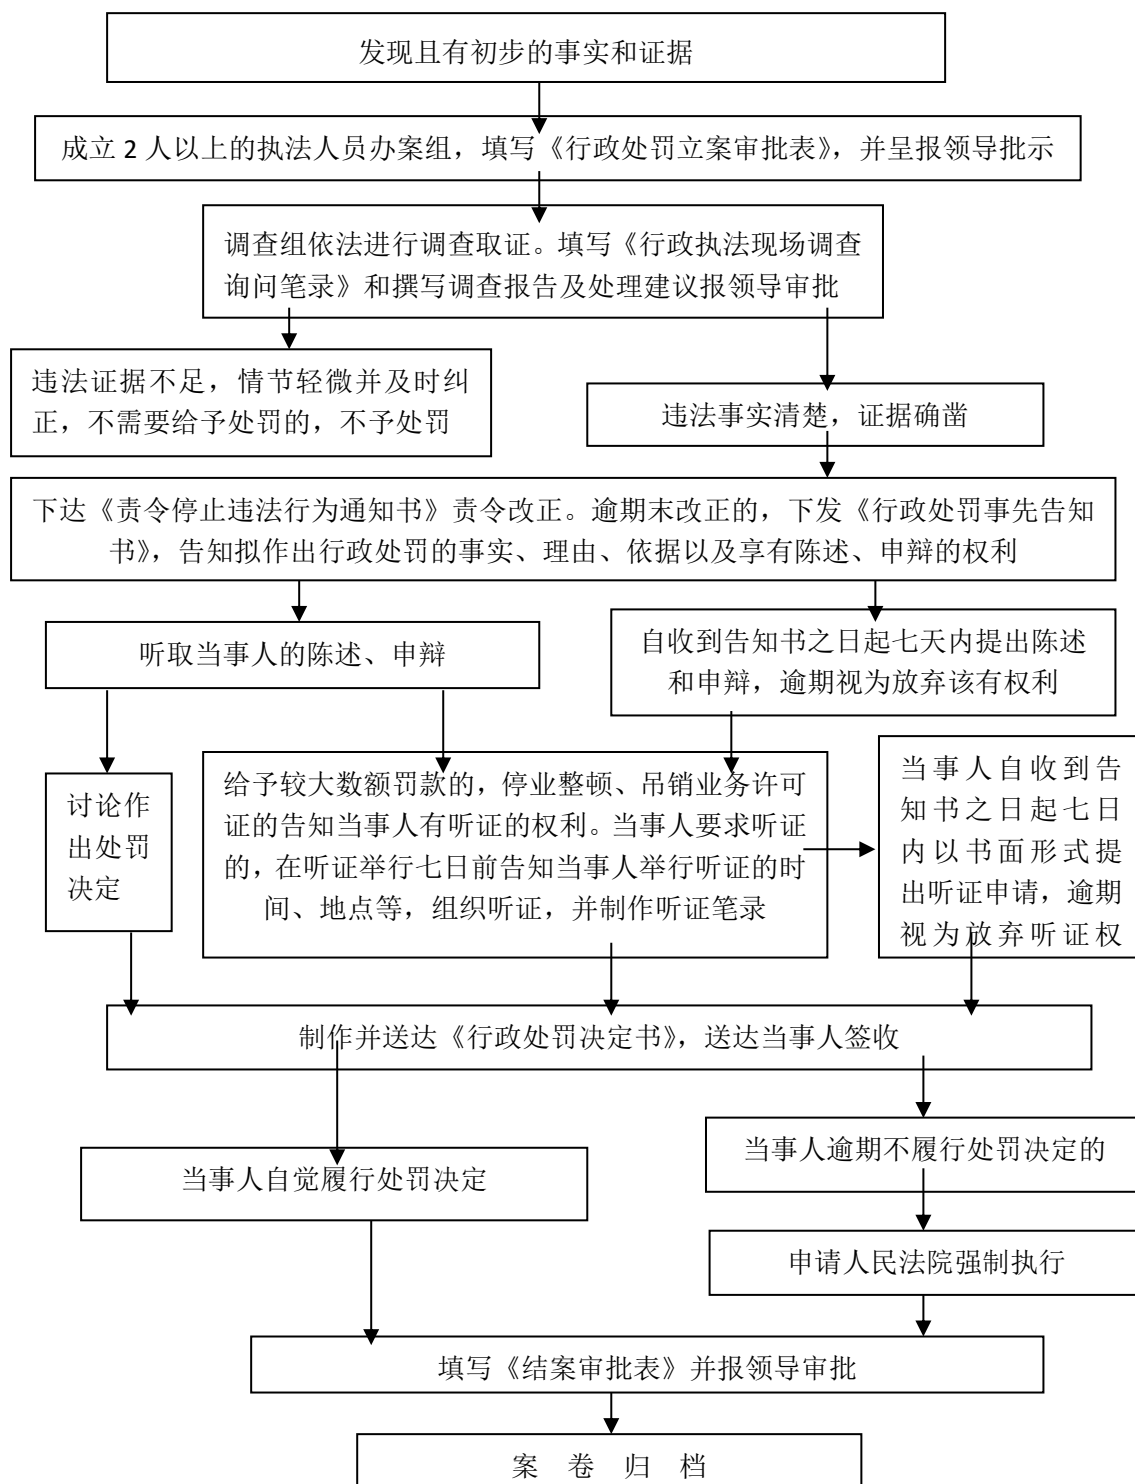 发现且有初步的事实和证据
成立 2 人以上的执法人员办案组，填写《行政处罚立案审批表》，并呈报领导批示
调查组依法进行调查取证。填写《行政执法现场调查
询问笔录》和撰写调查报告及处理建议报领导审批
违法证据不足，情节轻微并及时纠
正，不需要给予处罚的，不予处罚
违法事实清楚，证据确凿
下达《责令停止违法行为通知书》责令改正。逾期末改正的，下发《行政处罚事先告知
书》，告知拟作出行政处罚的事实、理由、依据以及享有陈述、申辩的权利
听取当事人的陈述、申辩
自收到告知书之日起七天内提出陈述
和申辩，逾期视为放弃该有权利
讨论作
出处罚
决定
给予较大数额罚款的，停业整顿、吊销业务许可
证的告知当事人有听证的权利。当事人要求听证
的，在听证举行七日前告知当事人举行听证的时
间、地点等，组织听证，并制作听证笔录
当事人自收到告
知书之日起七日
内以书面形式提
出听证申请，逾期
视为放弃听证权
制作并送达《行政处罚决定书》，送达当事人签收
当事人自觉履行处罚决定
当事人逾期不履行处罚决定的
申请人民法院强制执行
填写《结案审批表》并报领导审批
案 卷 归 档